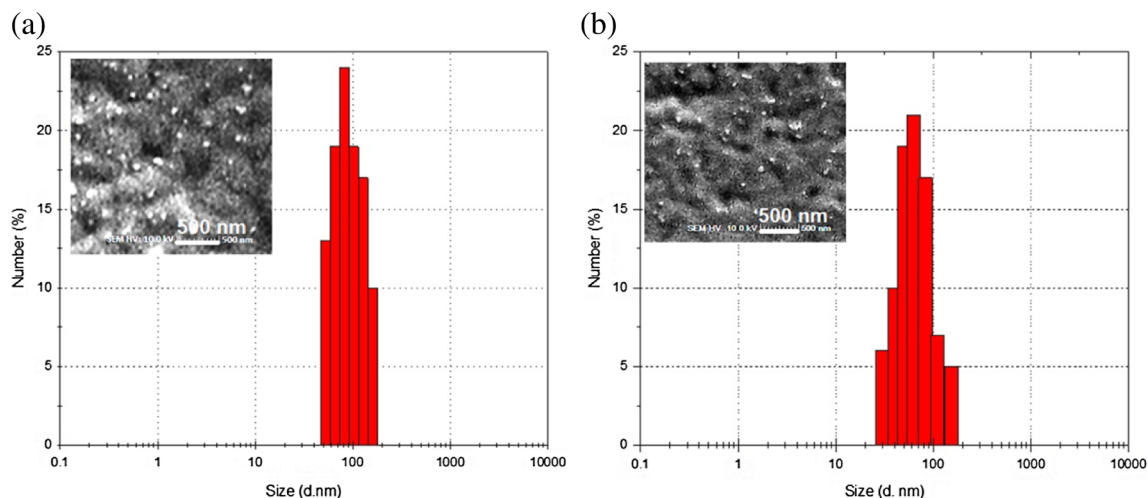 (a)
25
20
15
10
5
0
Number (%)
500 nm
SEM HV: 10.0 kV 500 nm
0.1 1 10 100 1000 10000
Size (d.nm)
(b)
25
20
15
10
5
0
Number (%)
500 nm
SEM HV 10.0 kV 500 nm
0.1 1 10 100 1000 10000
Size (d. nm)